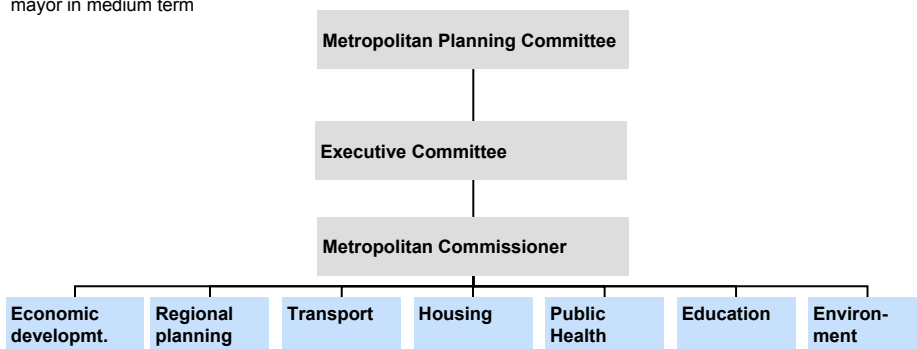 mayor in medium term
Metropolitan Planning Committee
Executive Committee
Metropolitan Commissioner
Economic
developmt.
Regional
planning
Transport
Housing
Public
Health
Education
Environ-
ment